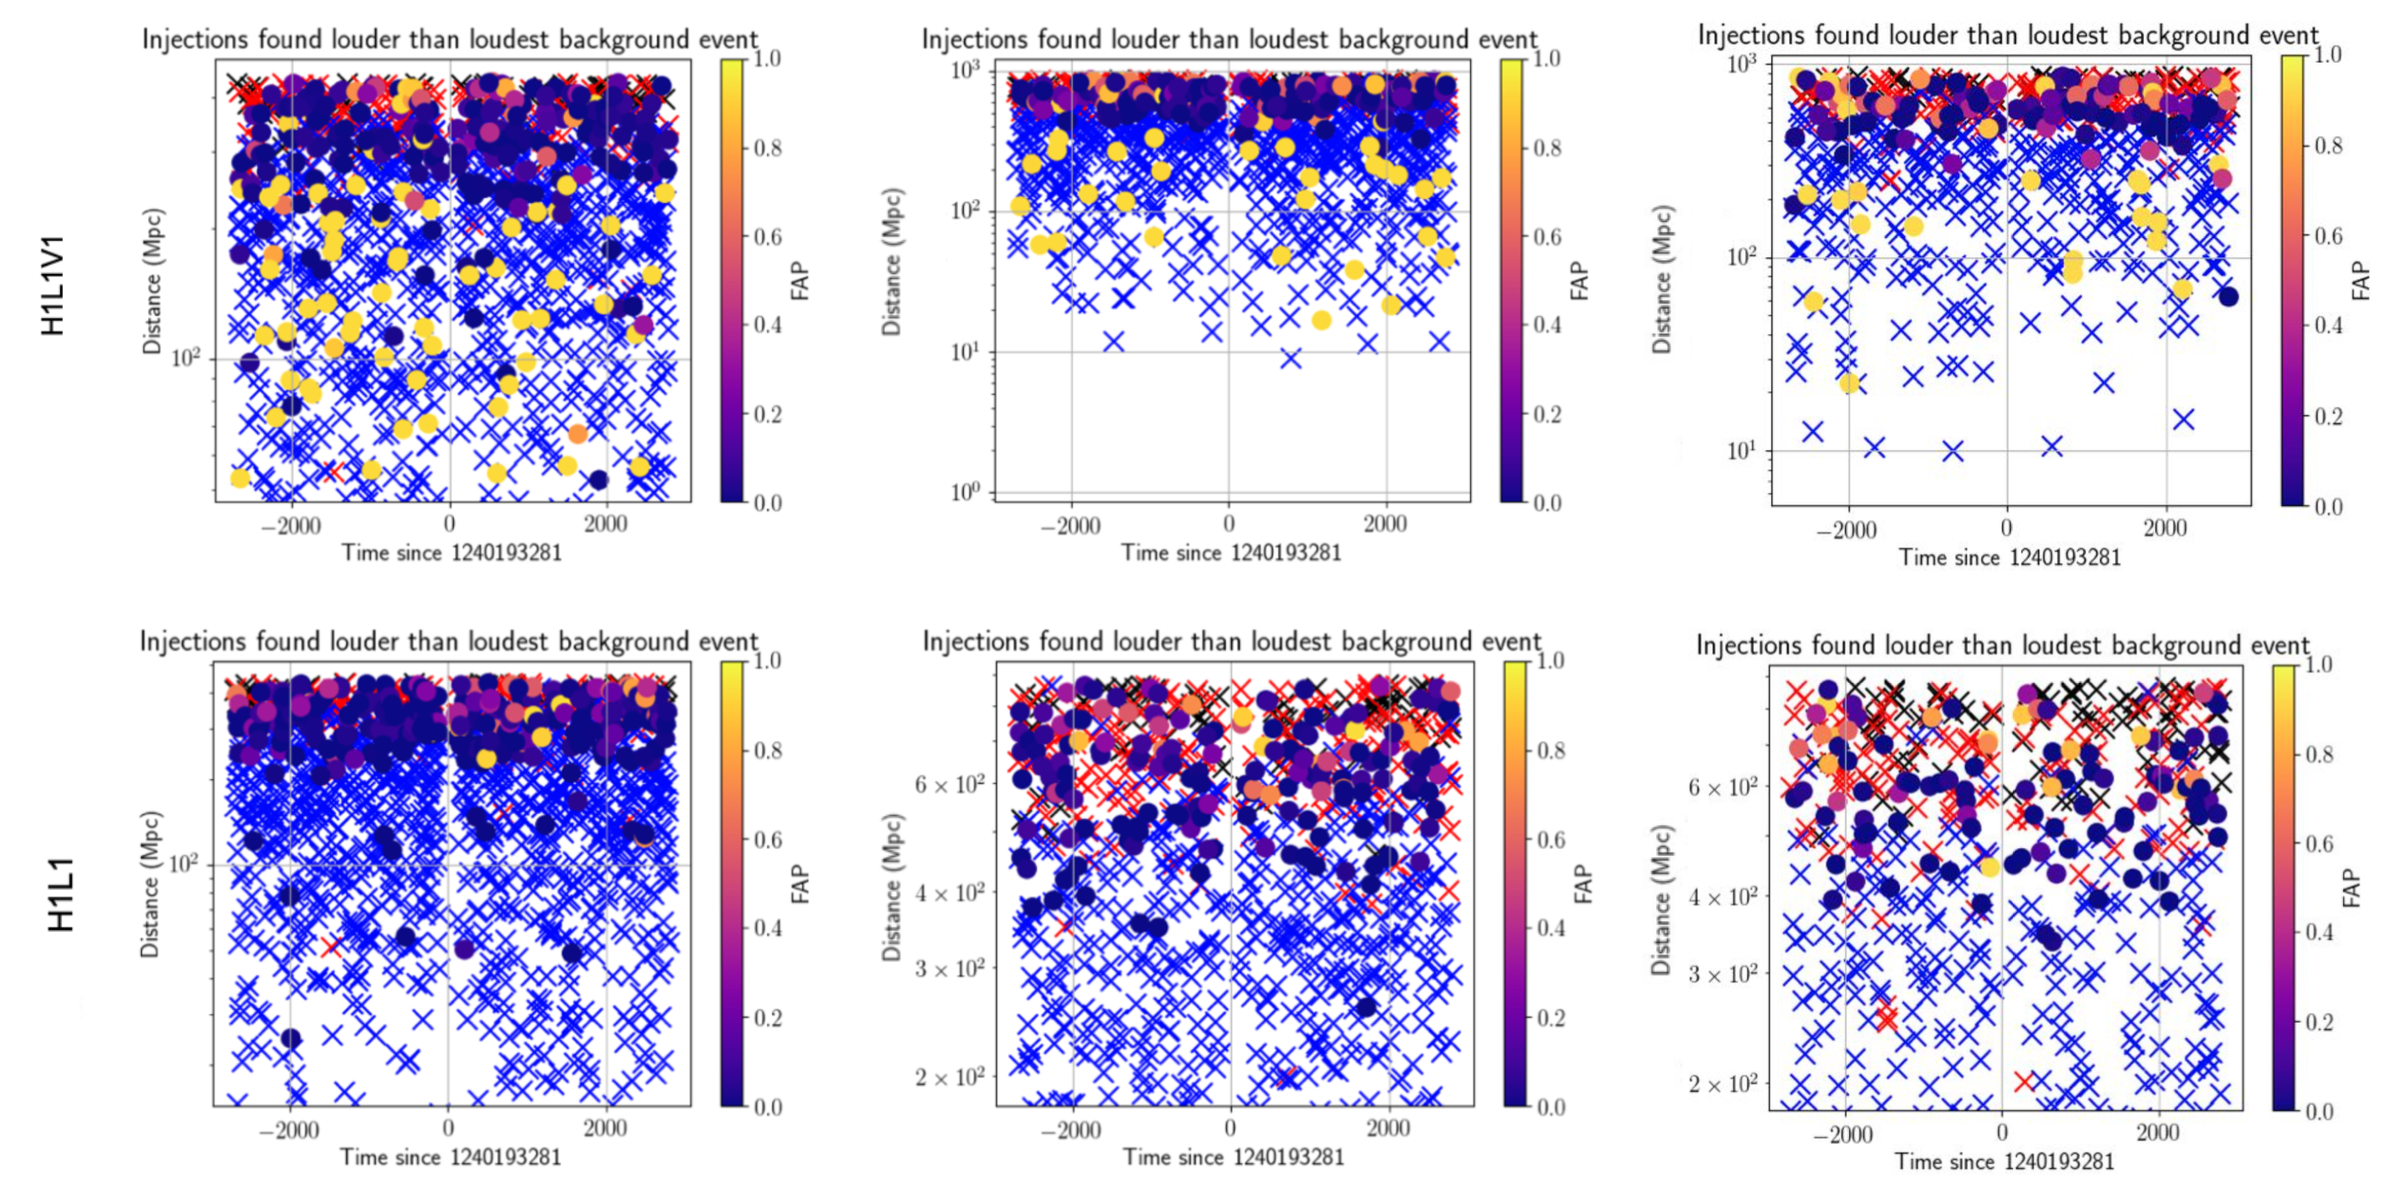 H1L1V1
Injections found louder than loudest background event
Distance (Mpc)
10²
−2000
0
2000
Time since 1240193281
1.0
0.8
0.6
0.4
0.2
0.0
FAP
Injections found louder than loudest background event
Distance (Mpc)
10³
10²
10¹
10⁰
−2000
0
2000
Time since 1240193281
1.0
0.8
0.6
0.4
0.2
0.0
FAP
Injections found louder than loudest background event
Distance (Mpc)
10³
10²
10¹
−2000
0
2000
Time since 1240193281
1.0
0.8
0.6
0.4
0.2
0.0
FAP
H1L1
Injections found louder than loudest background event
Distance (Mpc)
10²
−2000
0
2000
Time since 1240193281
1.0
0.8
0.6
0.4
0.2
0.0
FAP
Injections found louder than loudest background event
Distance (Mpc)
6 × 10²
4 × 10²
3 × 10²
2 × 10²
−2000
0
2000
Time since 1240193281
1.0
0.8
0.6
0.4
0.2
0.0
FAP
Injections found louder than loudest background event
Distance (Mpc)
6 × 10²
4 × 10²
3 × 10²
2 × 10²
−2000
0
2000
Time since 1240193281
1.0
0.8
0.6
0.4
0.2
0.0
FAP